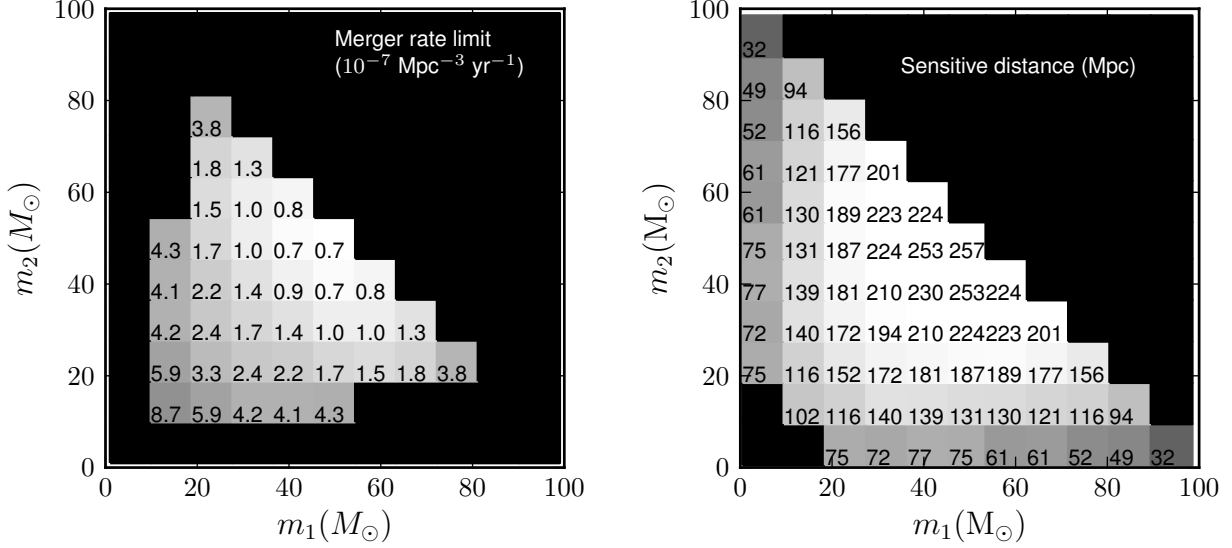 100
80
60
40
20
0
m₂(M⊙)
Merger rate limit
(10⁻⁷ Mpc⁻³ yr⁻¹)
3.8
1.8 1.3
1.5 1.0 0.8
4.3 1.7 1.0 0.7 0.7
4.1 2.2 1.4 0.9 0.7 0.8
4.2 2.4 1.7 1.4 1.0 1.0 1.3
5.9 3.3 2.4 2.2 1.7 1.5 1.8 3.8
8.7 5.9 4.2 4.1 4.3
0 20 40 60 80 100
m₁(M⊙)
100
80
60
40
20
0
m₂(M⊙)
Sensitive distance (Mpc)
32
49 94
52 116 156
61 121 177 201
61 130 189 223 224
75 131 187 224 253 257
77 139 181 210 230 253 224
72 140 172 194 210 224 223 201
75 116 152 172 181 187 189 177 156
102 116 140 139 131 130 121 116 94
75 72 77 75 61 61 52 49 32
0 20 40 60 80 100
m₁(M⊙)